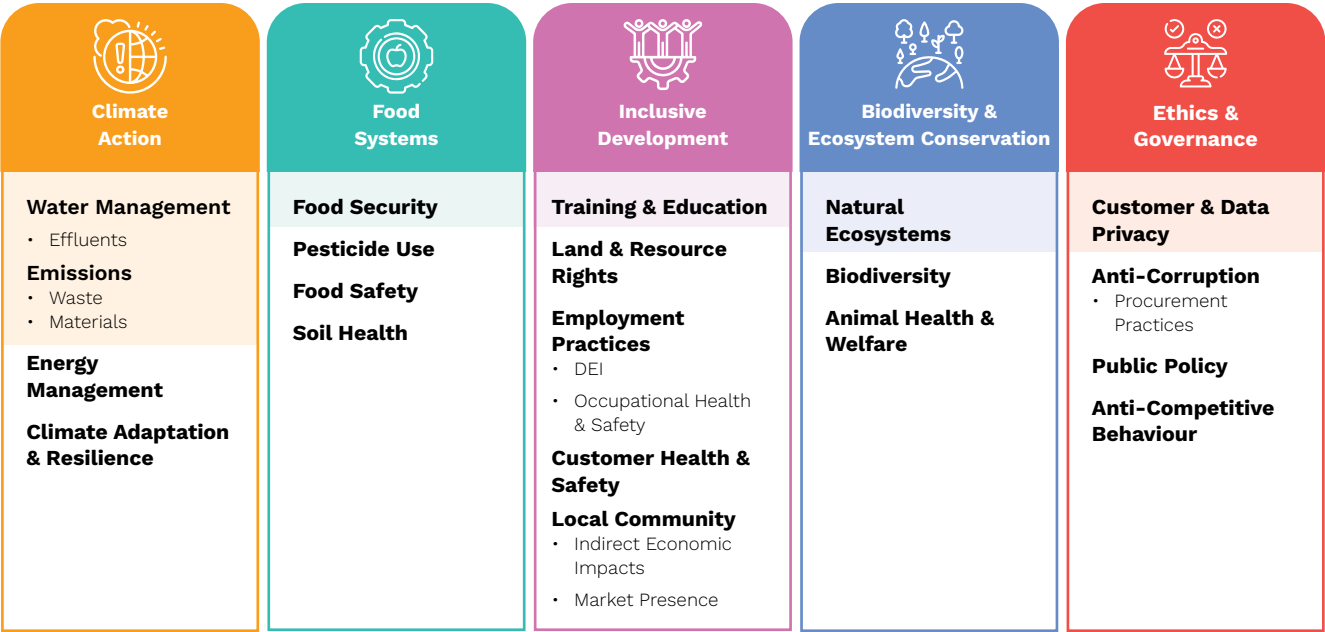 Climate
Action
Water Management
• Effluents
Emissions
• Waste
• Materials
Energy
Management
Climate Adaptation
& Resilience
Food
Systems
Food Security
Pesticide Use
Food Safety
Soil Health
Inclusive
Development
Training & Education
Land & Resource
Rights
Employment
Practices
• DEI
• Occupational Health
& Safety
Customer Health &
Safety
Local Community
• Indirect Economic
Impacts
• Market Presence
Biodiversity &
Ecosystem Conservation
Natural
Ecosystems
Biodiversity
Animal Health &
Welfare
Ethics &
Governance
Customer & Data
Privacy
Anti-Corruption
• Procurement
Practices
Public Policy
Anti-Competitive
Behaviour